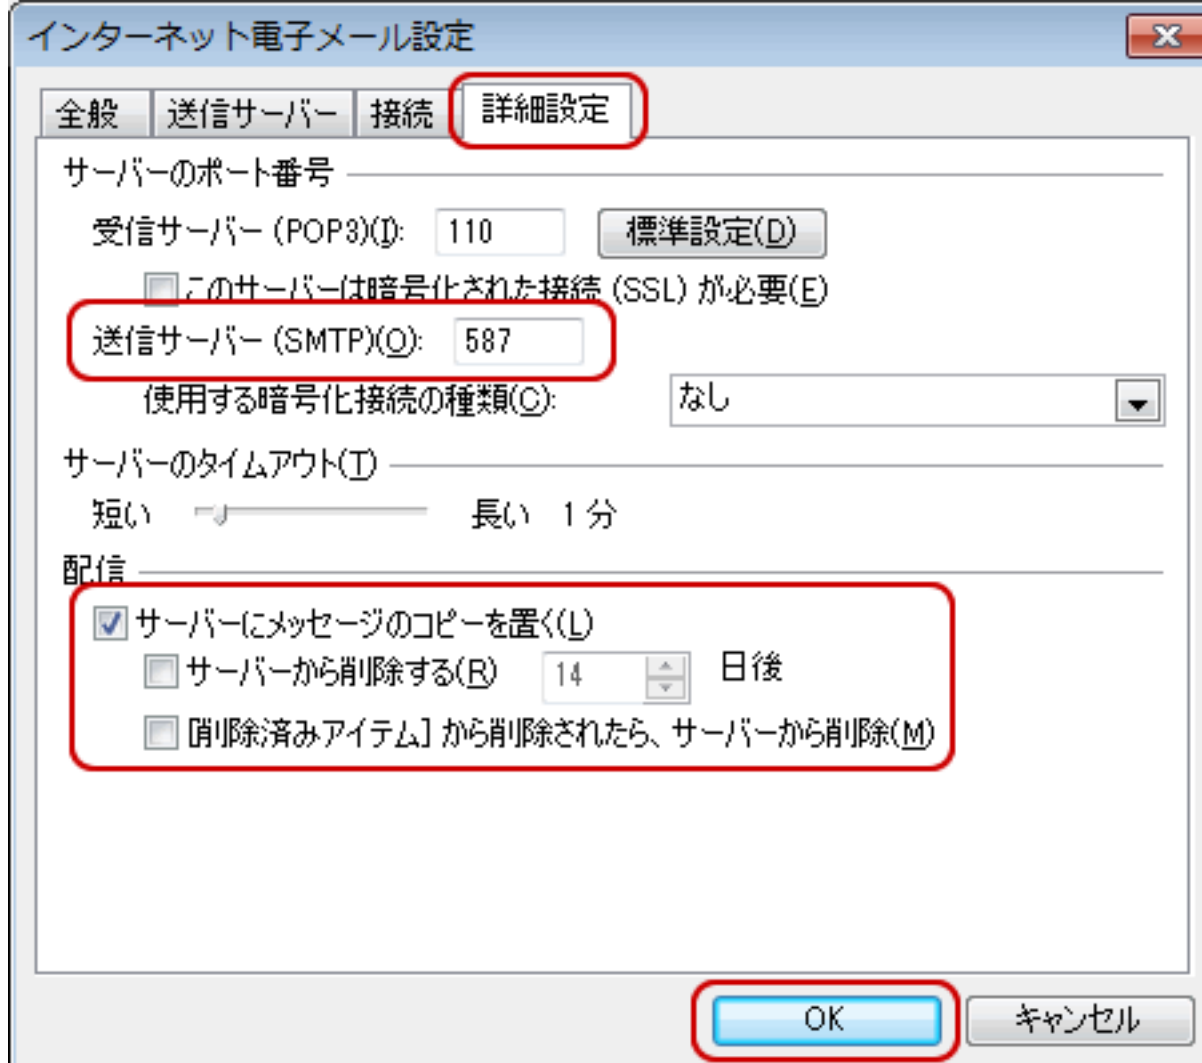 インターネット電子メール設定
全般 送信サーバー 接続 詳細設定
サーバーのポート番号
受信サーバー (POP3)(I): 110 標準設定(D)
このサーバーは暗号化された接続 (SSL) が必要(E)
送信サーバー (SMTP)(O): 587
使用する暗号化接続の種類(C): なし
サーバーのタイムアウト(T)
短い 長い 1 分
配信
サーバーにメッセージのコピーを置く(L)
サーバーから削除する(R) 14 日後
[削除済みアイテム] から削除されたら、サーバーから削除(M)
OK キャンセル